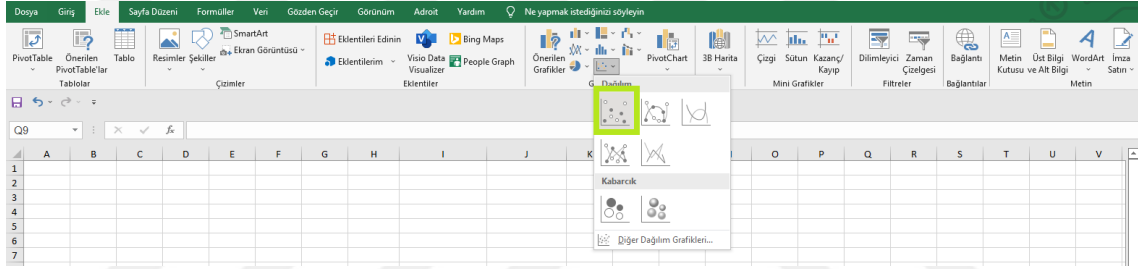 Dosya Giriş Ekle Sayfa Düzeni Formüller Veri Gözden Geçir Görünüm Adroit Yardım Ne yapmak istediğinizi söyleyin
PivotTable Önerilen PivotTable'lar Tablo
Tablolar
Resimler Şekiller SmartArt
Ekran Görüntüsü
Çizimler
Eklentileri Edinin
Eklentilerim
Visio Data Visualizer
Bing Maps
People Graph
Eklentiler
Önerilen Grafikler
PivotChart
3B Harita
Çizgi Sütun Kazanç/ Kayıp
Mini Grafikler
Dilimleyici Zaman Çizelgesi
Filtreler
Bağlantı
Bağlantılar
Metin Kutusu Üst Bilgi ve Alt Bilgi WordArt İmza Satırı
Metin
Dağılım
Kabarcık
Diğer Dağılım Grafikleri...
Q9 fx
A B C D E F G H I J K O P Q R S T U V
1
2
3
4
5
6
7